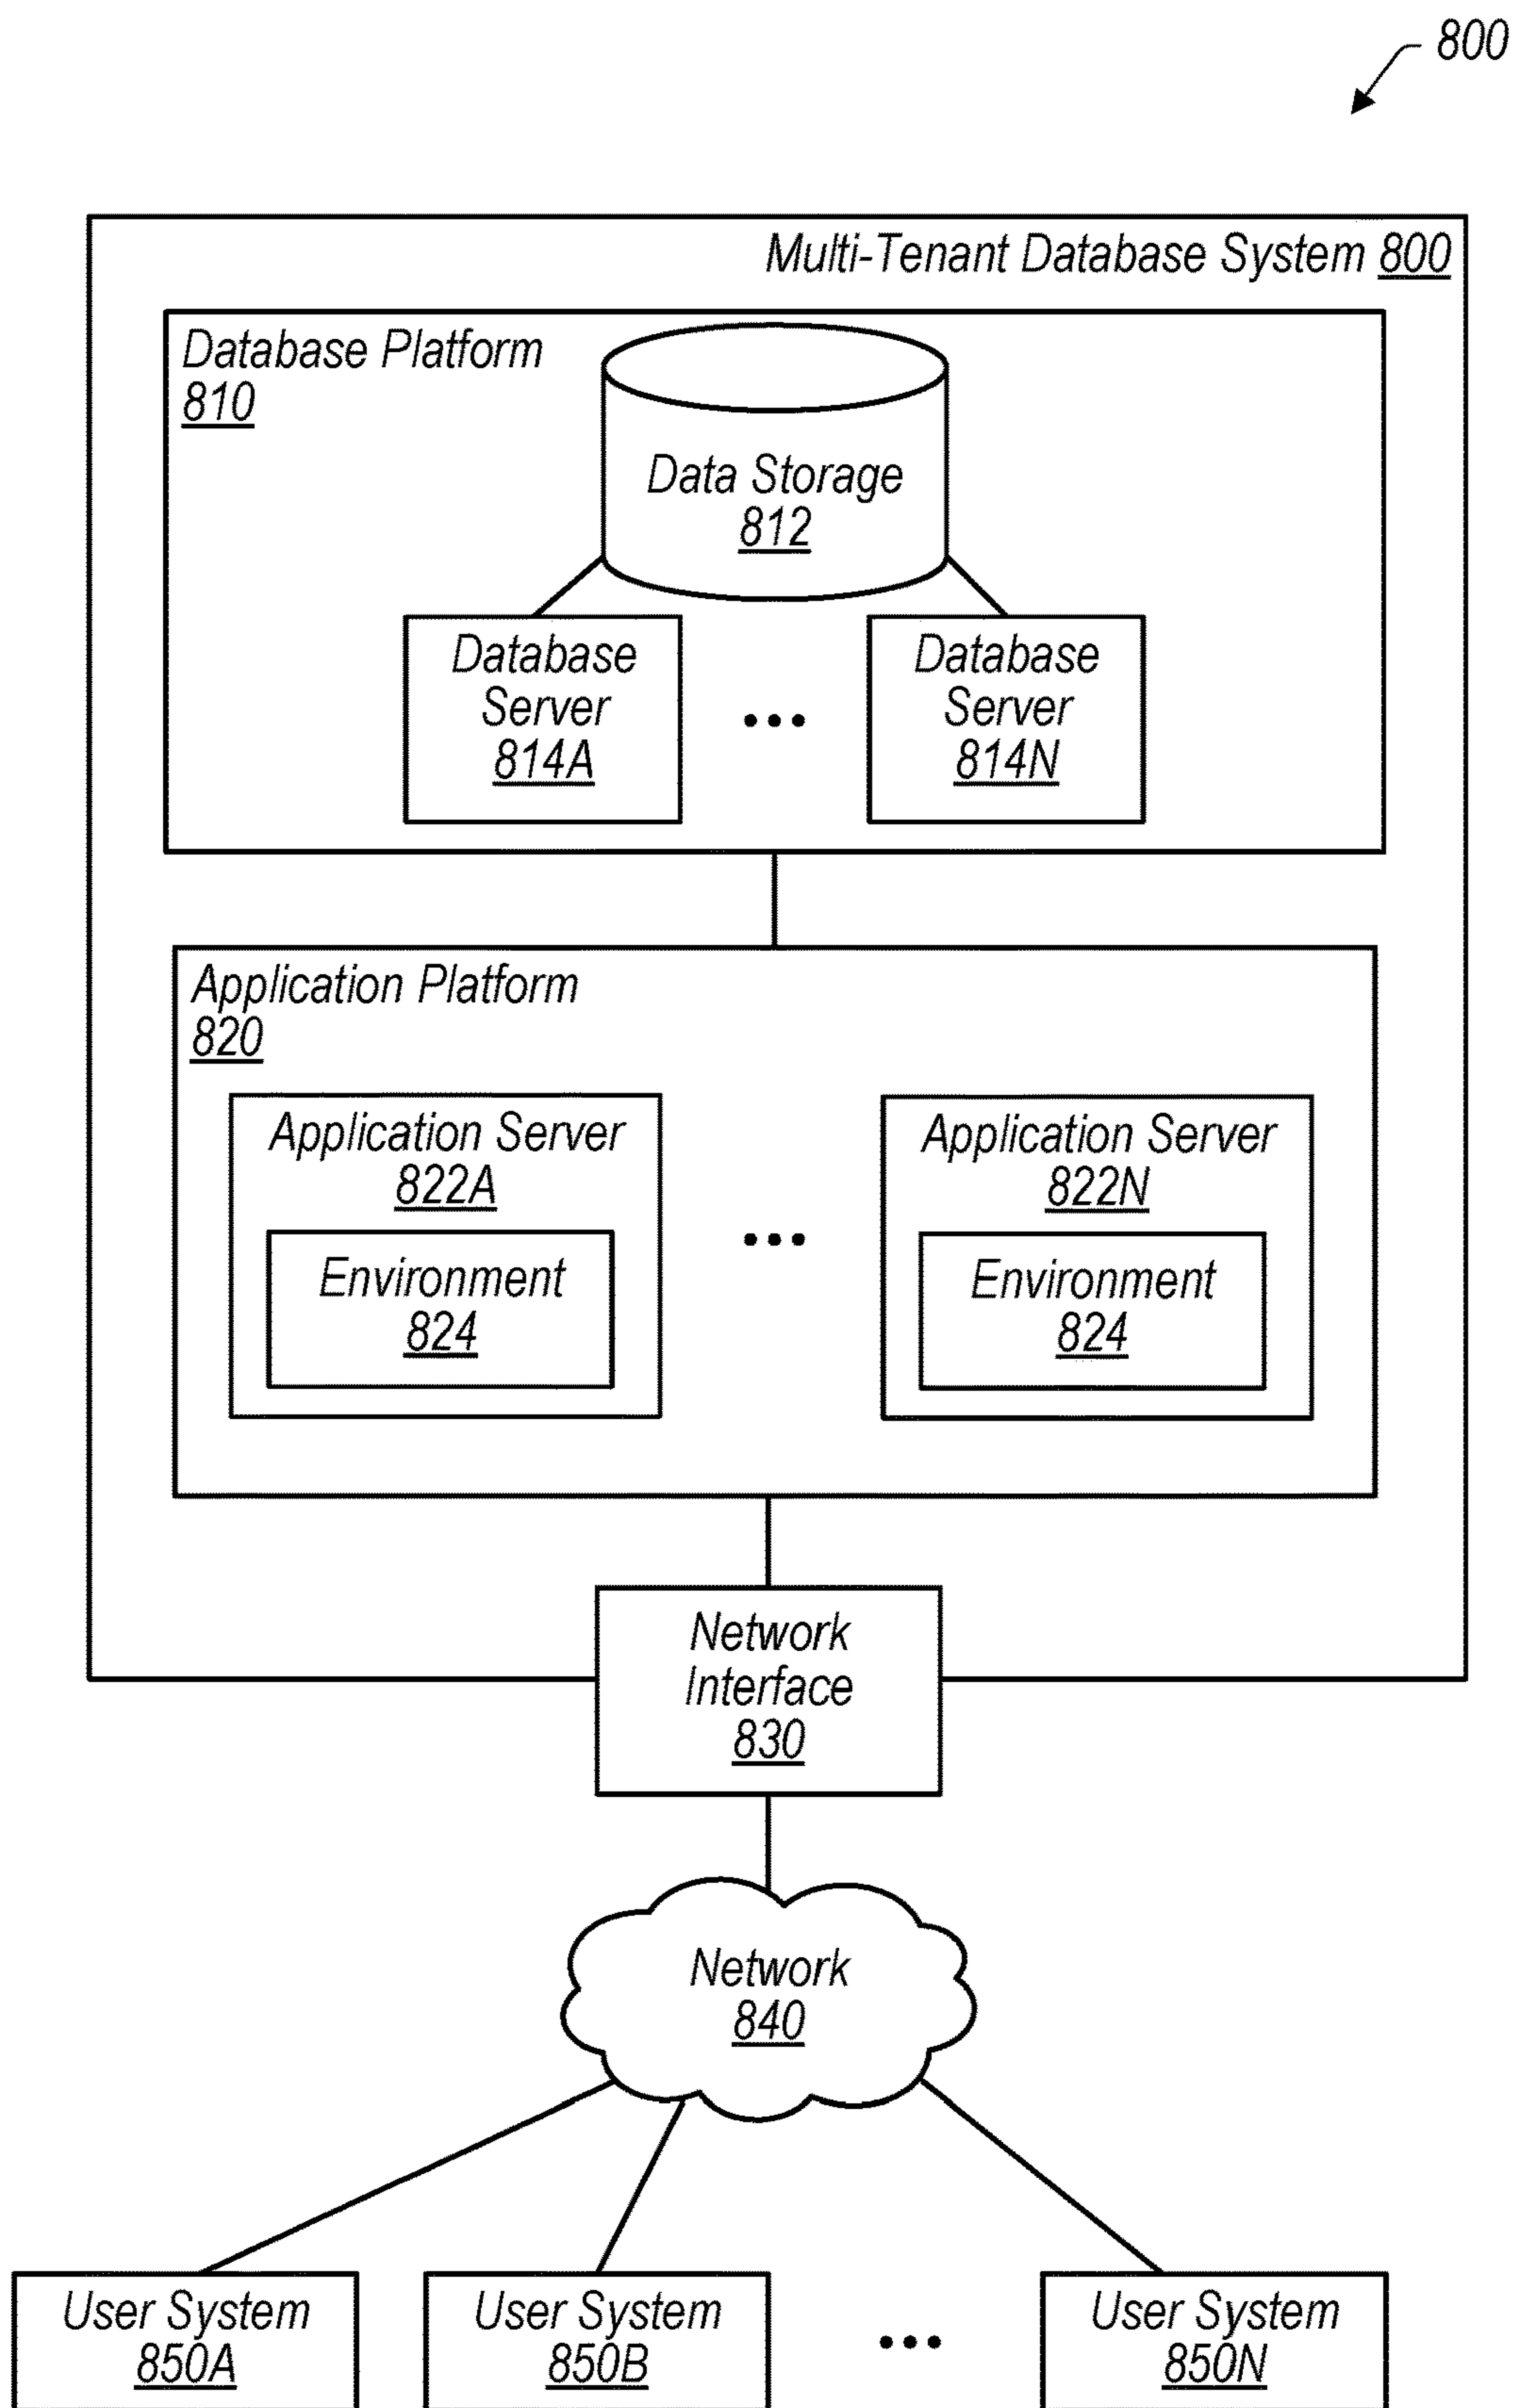 800
Multi-Tenant Database System 800
Database Platform
810
Data Storage
812
Database
Server
814A
...
Database
Server
814N
Application Platform
820
Application Server
822A
Environment
824
...
Application Server
822N
Environment
824
Network
Interface
830
Network
840
User System
850A
User System
850B
...
User System
850N